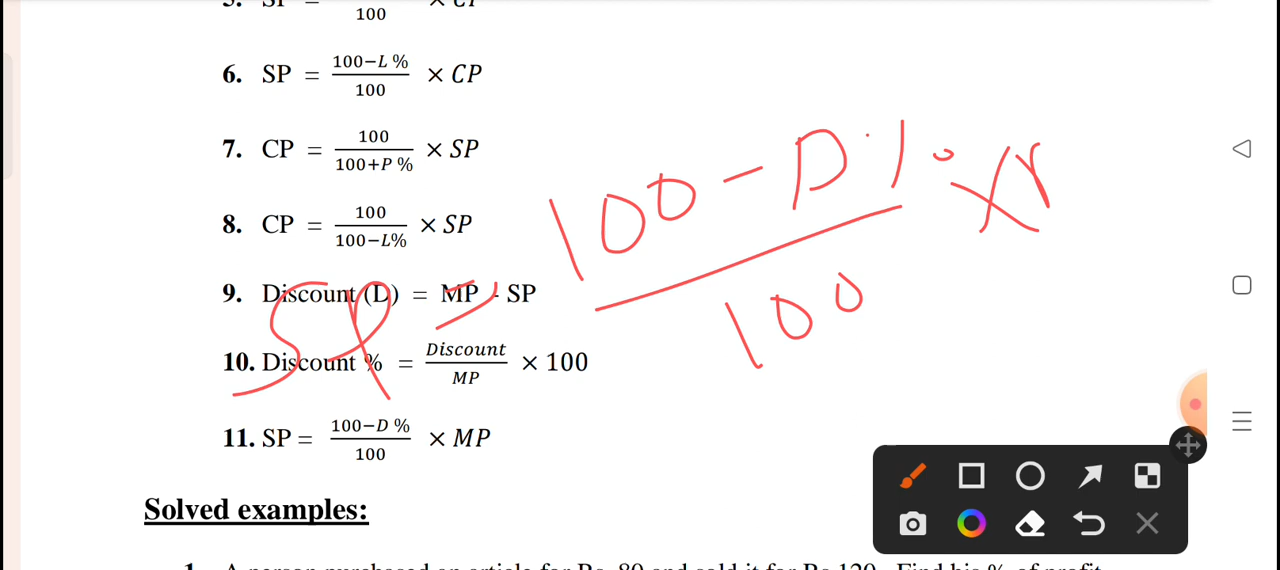 100
6. SP = 100−L % / 100 × CP
7. CP = 100 / 100+P % × SP
8. CP = 100 / 100−L% × SP
9. Discount (D) = MP - SP
10. Discount % = Discount / MP × 100
11. SP = 100−D % / 100 × MP
SP = 100 - D % / 100 ×
Solved examples: